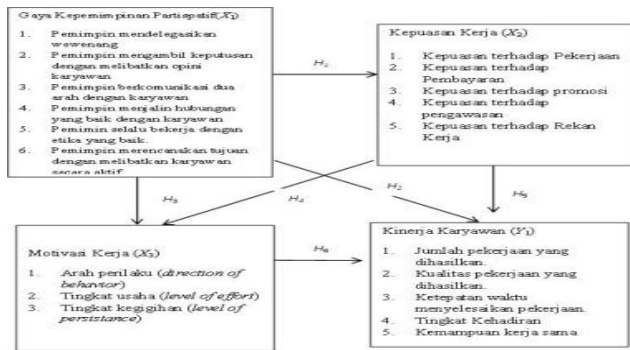 Gaya Kepemimpinan Partisipatif(X₁)
1. Pemimpin mendelegasikan
wewenang
2. Pemimpin mengambil keputusan
dengan melibatkan opini
karyawan
3. Pemimpin berkomunikasi dua
arah dengan karyawan
4. Pemimpin menjalin hubungan
yang baik dengan karyawan
5. Pemimin selalu bekerja dengan
etika yang baik.
6. Pemimpin merencanakan tujuan
dengan melibatkan karyawan
secara aktif
Kepuasan Kerja (X₂)
1. Kepuasan terhadap Pekerjaan
2. Kepuasan terhadap
Pembayaran
3. Kepuasan terhadap promosi
4. Kepuasan terhadap
pengawasan
5. Kepuasan terhadap Rekan
Kerja
H₁
H₃
H₄
H₂
H₅
H₆
Motivasi Kerja (X₃)
1. Arah perilaku (direction of
behavior)
2. Tingkat usaha (level of effort)
3. Tingkat kegigihan (level of
persistance)
Kinerja Karyawan (Y₁)
1. Jumlah pekerjaan yang
dihasilkan.
2. Kualitas pekerjaan yang
dihasilkan.
3. Ketepatan waktu
menyelesaikan pekerjaan.
4. Tingkat Kehadiran
5. Kemampuan kerja sama